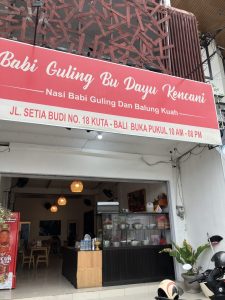 Babi Guling Bu Dayu Kencani
Nasi Babi Guling Dan Balung Kuah
JL. SETIA BUDI NO. 18 KUTA - BALI. BUKA PUKUL 10 AM - 08 PM